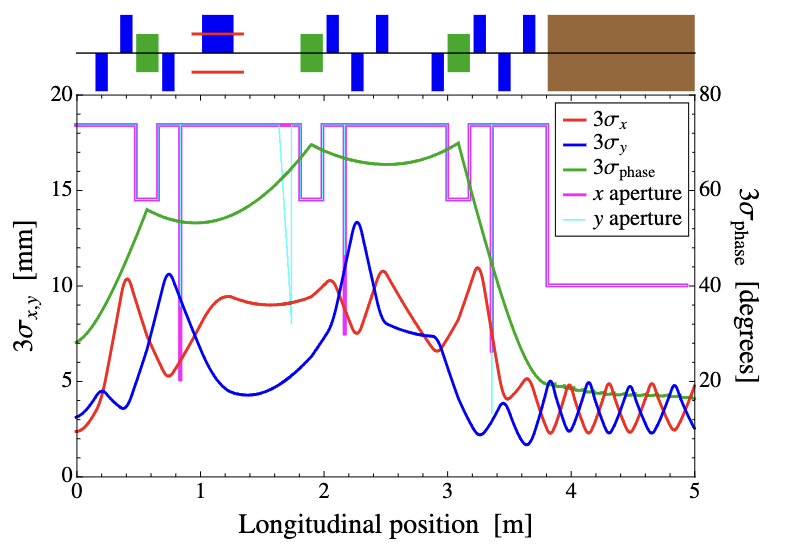 20
80
3σx
3σy
3σphase
x aperture
y aperture
15
60
3σx,y [mm]
3σphase [degrees]
10
40
5
20
0
0
1
2
3
4
5
Longitudinal position [m]